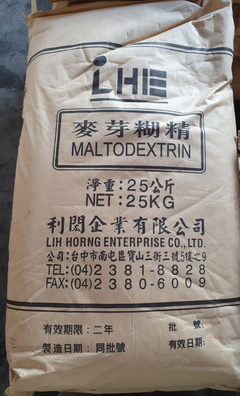 LHE
麥芽糊精
MALTODEXTRIN
淨重：25公斤
NET：25KG
利閎企業有限公司
LIH HORNG ENTERPRISE CO.,LTD.
公司：台中市南屯區寶山三街三號5樓之9
TEL:(04)2381-8828
FAX:(04)2380-6009
有效期限：二年
批號：
製造日期：同批號
有效日期：